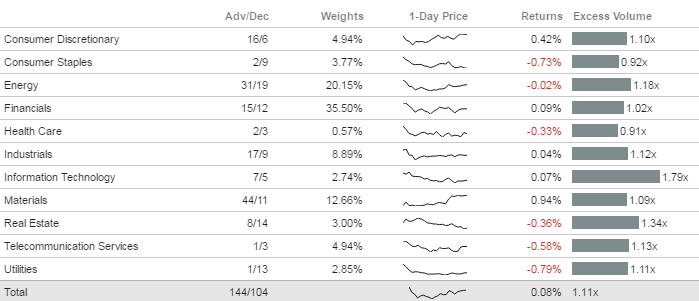 Adv/Dec Weights 1-Day Price Returns Excess Volume
Consumer Discretionary 16/6 4.94% 0.42% 1.10x
Consumer Staples 2/9 3.77% -0.73% 0.92x
Energy 31/19 20.15% -0.02% 1.18x
Financials 15/12 35.50% 0.09% 1.02x
Health Care 2/3 0.57% -0.33% 0.91x
Industrials 17/9 8.89% 0.04% 1.12x
Information Technology 7/5 2.74% 0.07% 1.79x
Materials 44/11 12.66% 0.94% 1.09x
Real Estate 8/14 3.00% -0.36% 1.34x
Telecommunication Services 1/3 4.94% -0.58% 1.13x
Utilities 1/13 2.85% -0.79% 1.11x
Total 144/104 0.08% 1.11x